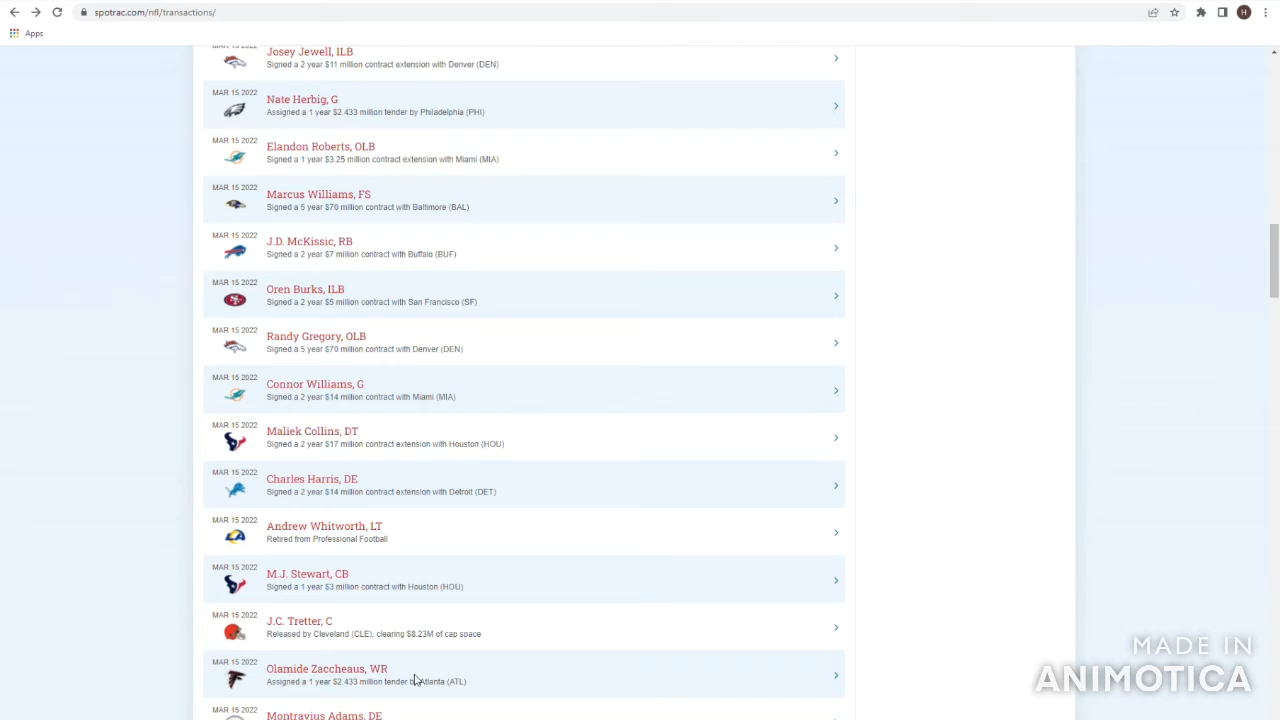 spotrac.com/nfl/transactions/
H
Apps
Josey Jewell, ILB
Signed a 2 year $11 million contract extension with Denver (DEN)
MAR 15 2022
Nate Herbig, G
Assigned a 1 year $2.433 million tender by Philadelphia (PHI)
MAR 15 2022
Elandon Roberts, OLB
Signed a 1 year $3.25 million contract extension with Miami (MIA)
MAR 15 2022
Marcus Williams, FS
Signed a 5 year $70 million contract with Baltimore (BAL)
MAR 15 2022
J.D. McKissic, RB
Signed a 2 year $7 million contract with Buffalo (BUF)
MAR 15 2022
Oren Burks, ILB
Signed a 2 year $5 million contract with San Francisco (SF)
MAR 15 2022
Randy Gregory, OLB
Signed a 5 year $70 million contract with Denver (DEN)
MAR 15 2022
Connor Williams, G
Signed a 2 year $14 million contract with Miami (MIA)
MAR 15 2022
Maliek Collins, DT
Signed a 2 year $17 million contract extension with Houston (HOU)
MAR 15 2022
Charles Harris, DE
Signed a 2 year $14 million contract extension with Detroit (DET)
MAR 15 2022
Andrew Whitworth, LT
Retired from Professional Football
MAR 15 2022
M.J. Stewart, CB
Signed a 1 year $3 million contract with Houston (HOU)
MAR 15 2022
J.C. Tretter, C
Released by Cleveland (CLE), clearing $8.23M of cap space
MAR 15 2022
Olamide Zaccheaus, WR
Assigned a 1 year $2.433 million tender by Atlanta (ATL)
Montravius Adams, DE
MADE IN
ANIMOTICA